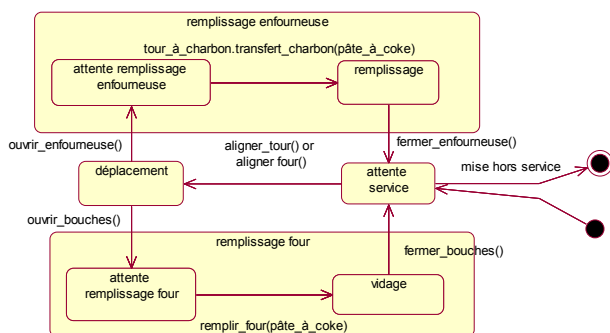 remplissage enfourneuse
tour_à_charbon.transfert_charbon(pâte_à_coke)
attente remplissage
enfourneuse
remplissage
ouvrir_enfourneuse()
aligner_tour() or
aligner four()
fermer_enfourneuse()
déplacement
attente
service
mise hors service
ouvrir_bouches()
remplissage four
fermer_bouches()
attente
remplissage four
vidage
remplir_four(pâte_à_coke)